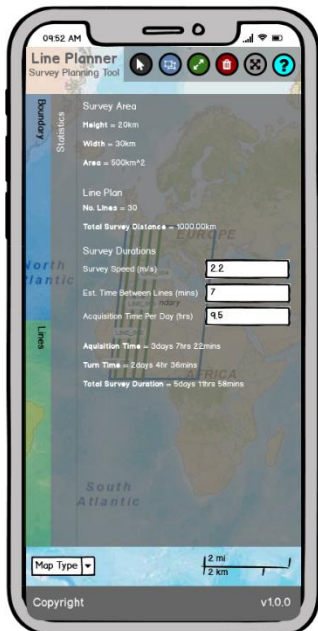 09:52 AM
Line Planner
Survey Planning Tool
?
Boundary
Statistics
Survey Area
Height = 20km
Width = 30km
Area = 500km^2
Line Plan
No. Lines = 30
Total Survey Distance = 1000.00km
EUROPE
Survey Durations
Survey Speed (m/s) 2.2
North
Atlantic
Est. Time Between Lines (mins) 7
ndary
Acquisition Time Per Day (hrs) 9.5
Lines
Aquisition Time = 3days 7hrs 22mins
Turn Time = 2days 4hr 36mins
AFRICA
Total Survey Duration = 5days 11hrs 58mins
South
Atlantic
Map Type
2 mi
2 km
Copyright v1.0.0